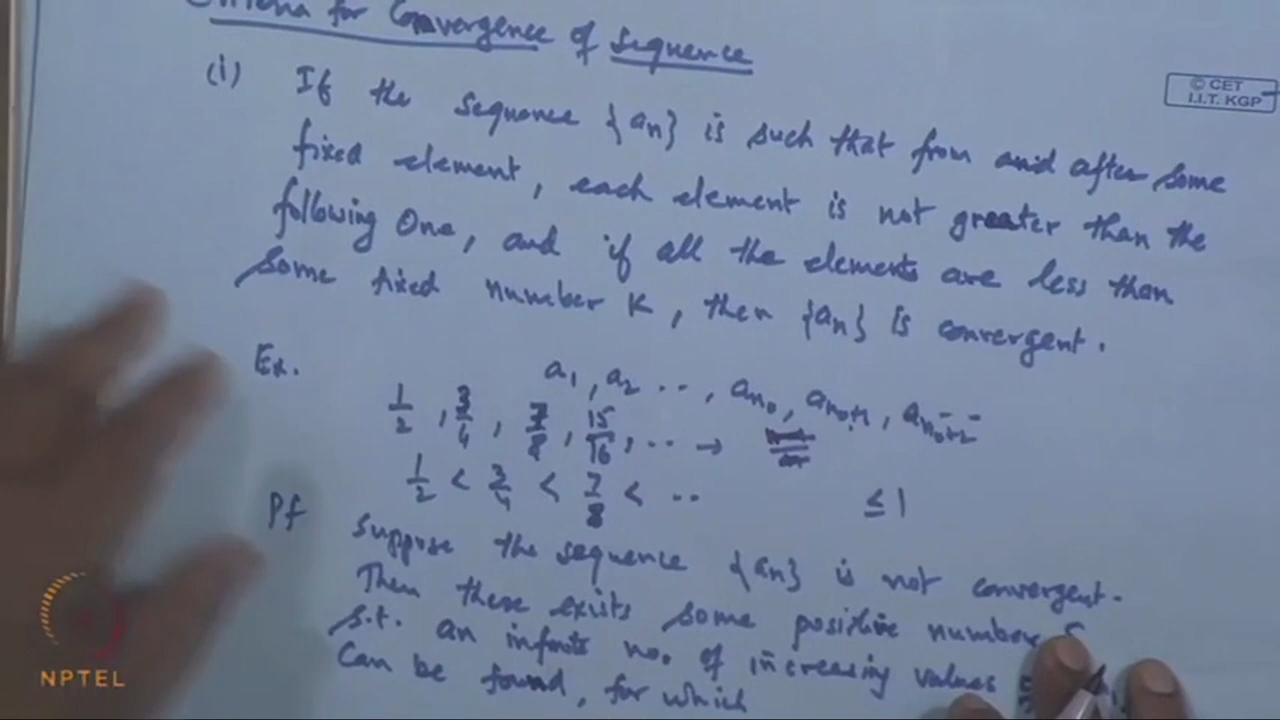 Criteria for Convergence of Sequence
© CET
I.I.T. KGP
(i) If the sequence {an} is such that from and after some
fixed element, each element is not greater than the
following One, and if all the elements are less than
some fixed number K, then {an} is convergent.
Ex. a1, a2 .., an0, an0+1, an0+2 --
1/2, 3/4, 7/8, 15/16, .. →
1/2 < 3/4 < 7/8 < .. ≤ 1
Pf Suppose the sequence {an} is not convergent.
Then there exists some positive number
s.t. an infinite no. of increasing values
Can be found, for which
NPTEL